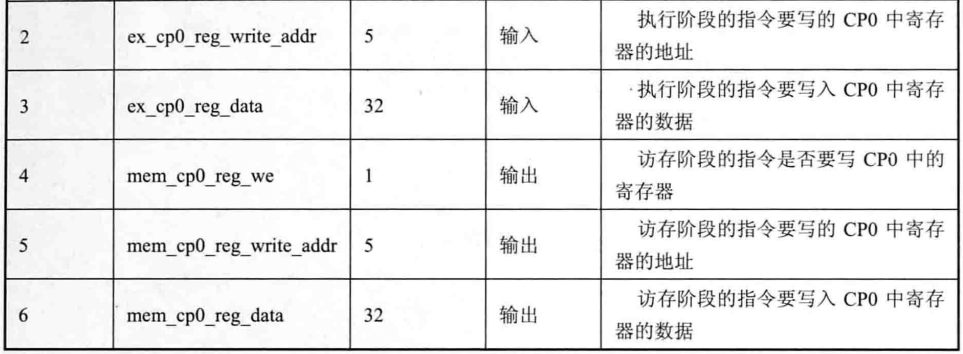 2 ex_cp0_reg_write_addr 5 输入 执行阶段的指令要写的 CP0 中寄存
器的地址
3 ex_cp0_reg_data 32 输入 执行阶段的指令要写入 CP0 中寄存
器的数据
4 mem_cp0_reg_we 1 输出 访存阶段的指令是否要写 CP0 中的
寄存器
5 mem_cp0_reg_write_addr 5 输出 访存阶段的指令要写的 CP0 中寄存
器的地址
6 mem_cp0_reg_data 32 输出 访存阶段的指令要写入 CP0 中寄存
器的数据